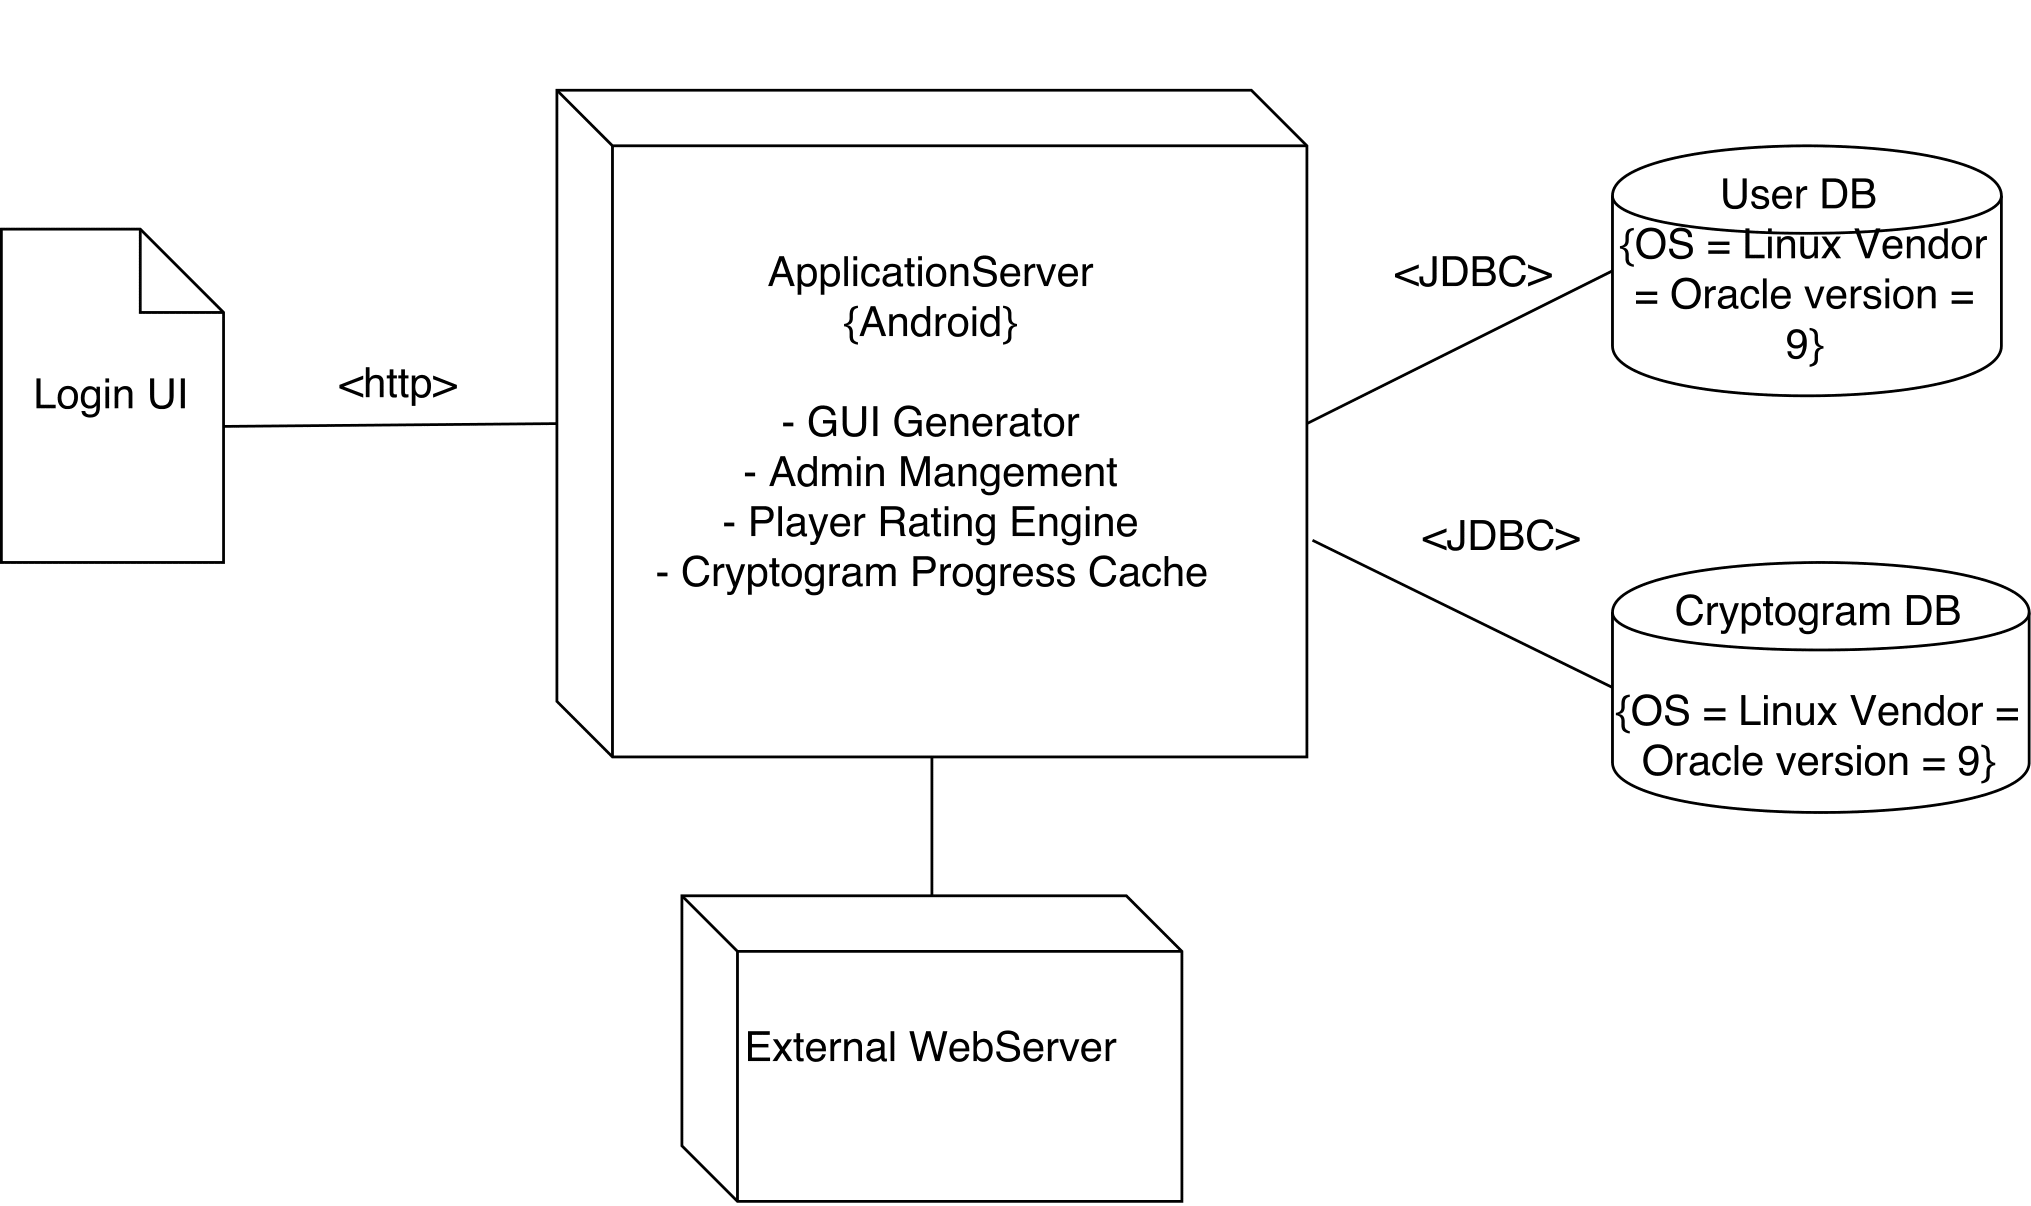 Login UI
<http>
ApplicationServer
{Android}
- GUI Generator
- Admin Mangement
- Player Rating Engine
- Cryptogram Progress Cache
<JDBC>
User DB
{OS = Linux Vendor
= Oracle version =
9}
<JDBC>
Cryptogram DB
{OS = Linux Vendor =
Oracle version = 9}
External WebServer